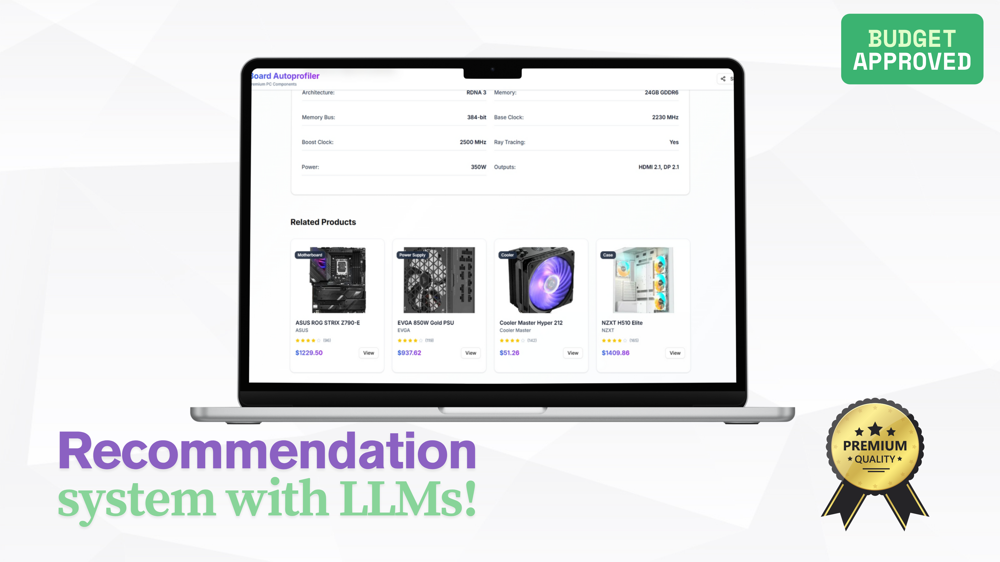 BUDGET
APPROVED
Board Autoprofiler
remium PC Components
Architecture: RDNA 3 Memory: 24GB GDDR6
Memory Bus: 384-bit Base Clock: 2230 MHz
Boost Clock: 2500 MHz Ray Tracing: Yes
Power: 350W Outputs: HDMI 2.1, DP 2.1
Related Products
Motherboard Power Supply Cooler Case
ASUS ROG STRIX Z790-E EVGA 850W Gold PSU Cooler Master Hyper 212 NZXT H510 Elite
ASUS EVGA Cooler Master NZXT
(96) (119) (142) (165)
$1229.50 View $937.62 View $51.26 View $1409.86 View
Recommendation
system with LLMs!
PREMIUM
QUALITY